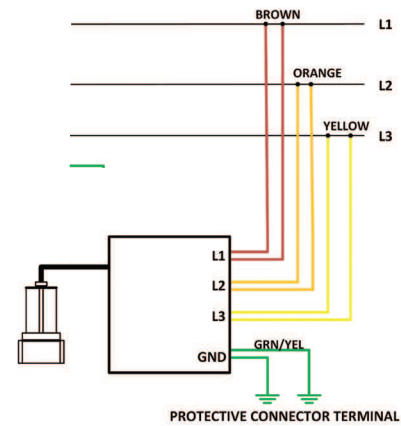 BROWN
L1
ORANGE
L2
YELLOW
L3
L1
L2
L3
GRN/YEL
GND
PROTECTIVE CONNECTOR TERMINAL